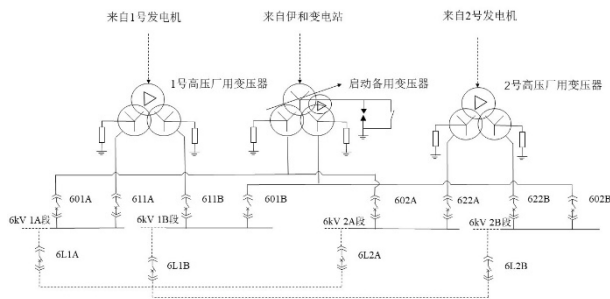 来自1号发电机
来自伊和变电站
来自2号发电机
1号高压厂用变压器
启动备用变压器
2号高压厂用变压器
601A
611A
611B
601B
602A
622A
622B
602B
6kV 1A段
6kV 1B段
6kV 2A段
6kV 2B段
6L1A
6L1B
6L2A
6L2B